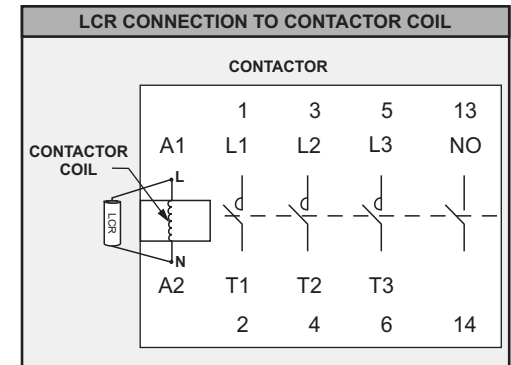 LCR CONNECTION TO CONTACTOR COIL
CONTACTOR
1 3 5 13
A1 L1 L2 L3 NO
CONTACTOR
COIL
L
LCR
N
A2 T1 T2 T3
2 4 6 14